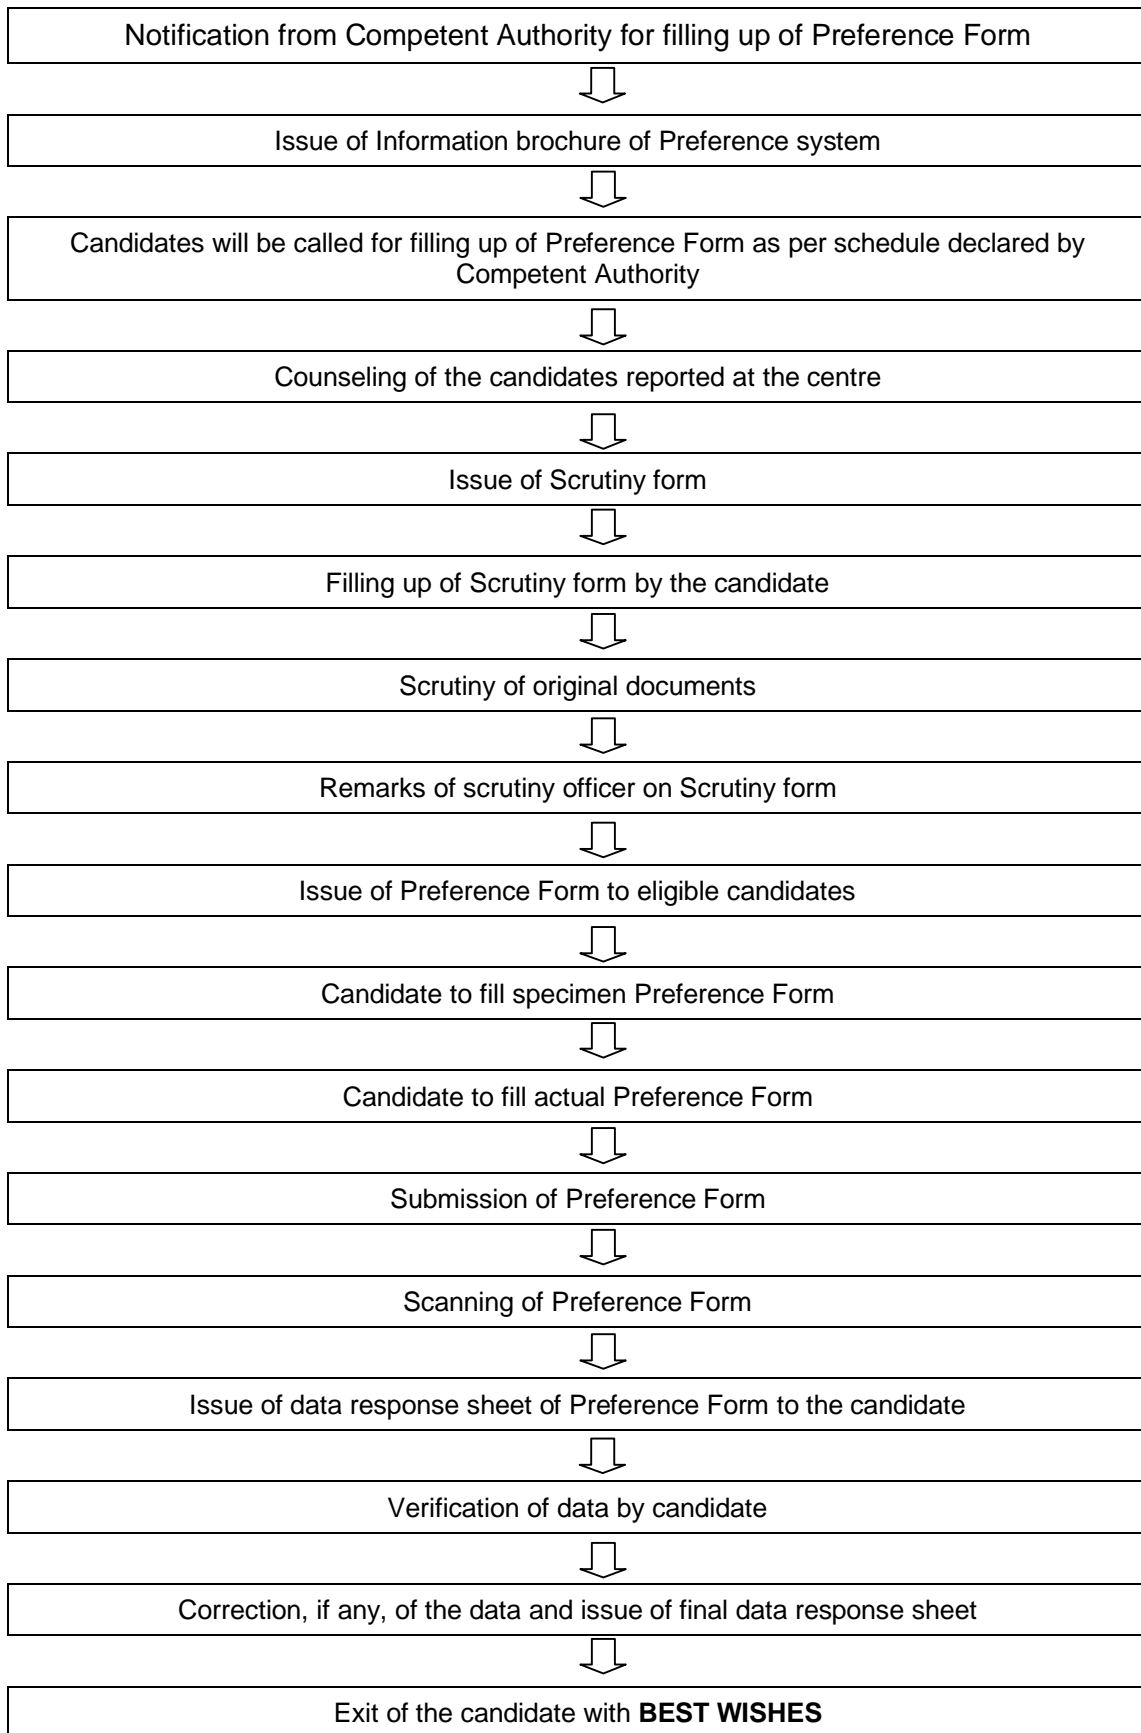 Notification from Competent Authority for filling up of Preference Form
Issue of Information brochure of Preference system
Candidates will be called for filling up of Preference Form as per schedule declared by
Competent Authority
Counseling of the candidates reported at the centre
Issue of Scrutiny form
Filling up of Scrutiny form by the candidate
Scrutiny of original documents
Remarks of scrutiny officer on Scrutiny form
Issue of Preference Form to eligible candidates
Candidate to fill specimen Preference Form
Candidate to fill actual Preference Form
Submission of Preference Form
Scanning of Preference Form
Issue of data response sheet of Preference Form to the candidate
Verification of data by candidate
Correction, if any, of the data and issue of final data response sheet
Exit of the candidate with BEST WISHES